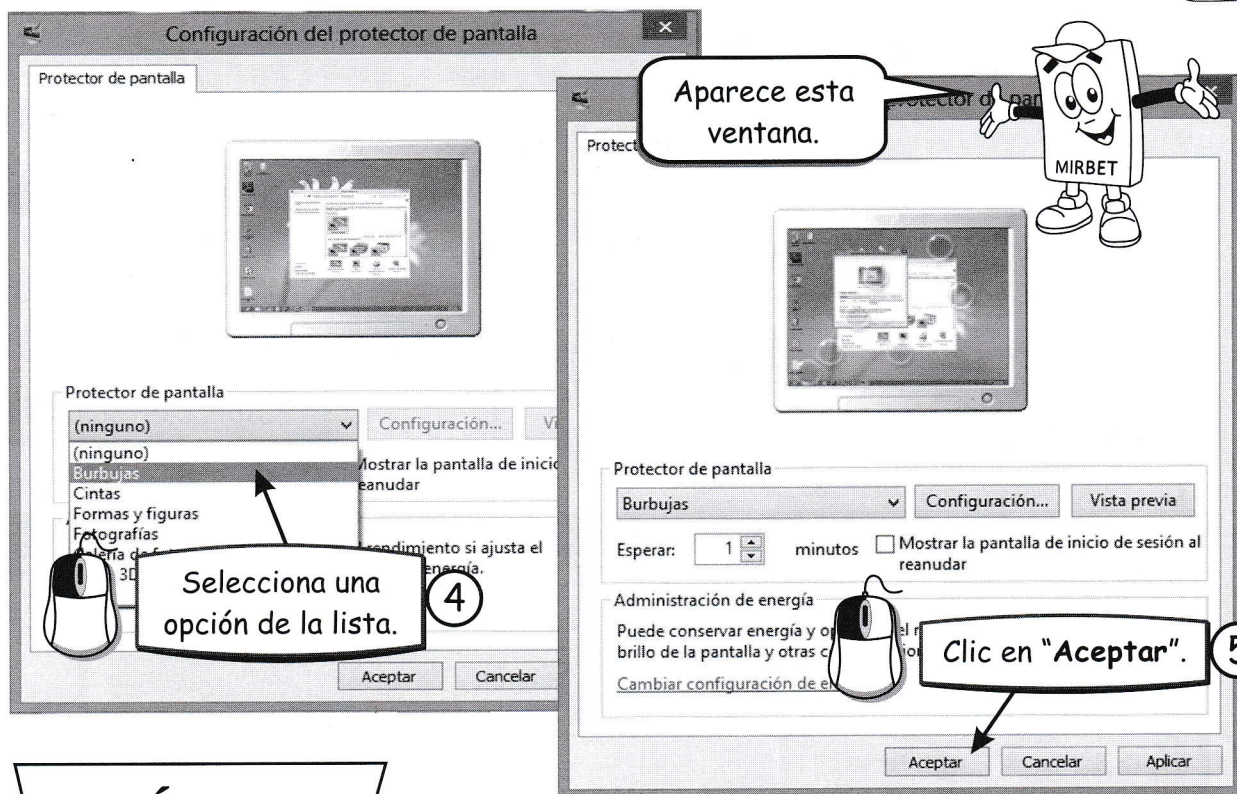 Configuración del protector de pantalla
Protector de pantalla
Protector de pantalla
(ninguno)
Configuración...
(ninguno)
Burbujas
Cintas
Formas y figuras
Fotografías
Mostrar la pantalla de inicio
reanudar
rendimiento si ajusta el
energía.
3D
Selecciona una
opción de la lista.
4
Aceptar
Cancelar
Aparece esta
ventana.
MIRBET
Protector de pantalla
Burbujas
Configuración...
Vista previa
Esperar:
1
minutos
Mostrar la pantalla de inicio de sesión al
reanudar
Administración de energía
Puede conservar energía y
brillo de la pantalla y otras
Cambiar configuración de
Clic en "Aceptar".
5
Aceptar
Cancelar
Aplicar